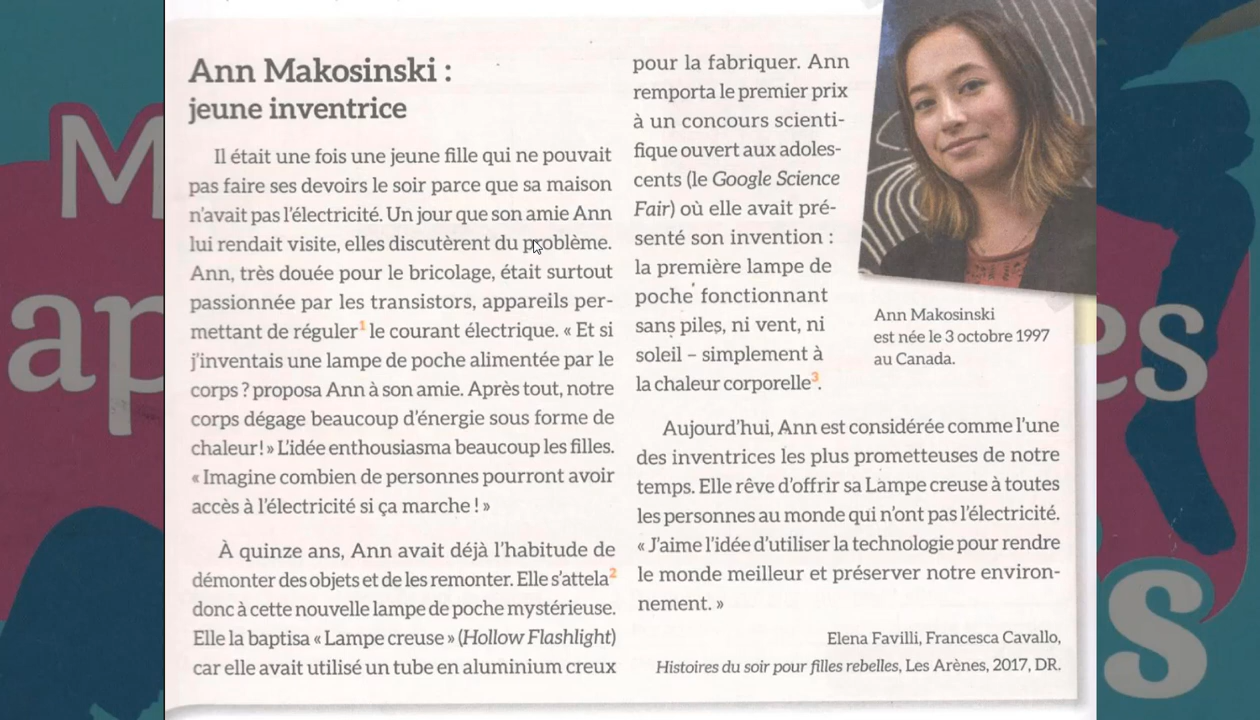 Ann Makosinski :
jeune inventrice
Il était une fois une jeune fille qui ne pouvait
pas faire ses devoirs le soir parce que sa maison
n'avait pas l'électricité. Un jour que son amie Ann
lui rendait visite, elles discutèrent du problème.
Ann, très douée pour le bricolage, était surtout
passionnée par les transistors, appareils per-
mettant de réguler¹ le courant électrique. « Et si
j'inventais une lampe de poche alimentée par le
corps ? proposa Ann à son amie. Après tout, notre
corps dégage beaucoup d'énergie sous forme de
chaleur ! » L'idée enthousiasma beaucoup les filles.
« Imagine combien de personnes pourront avoir
accès à l'électricité si ça marche ! »
À quinze ans, Ann avait déjà l'habitude de
démonter des objets et de les remonter. Elle s'attela²
donc à cette nouvelle lampe de poche mystérieuse.
Elle la baptisa « Lampe creuse » (Hollow Flashlight)
car elle avait utilisé un tube en aluminium creux
pour la fabriquer. Ann
remporta le premier prix
à un concours scienti-
fique ouvert aux adoles-
cents (le Google Science
Fair) où elle avait pré-
senté son invention :
la première lampe de
poche fonctionnant
sans piles, ni vent, ni
soleil – simplement à
la chaleur corporelle³.
Ann Makosinski
est née le 3 octobre 1997
au Canada.
Aujourd'hui, Ann est considérée comme l'une
des inventrices les plus prometteuses de notre
temps. Elle rêve d'offrir sa Lampe creuse à toutes
les personnes au monde qui n'ont pas l'électricité.
« J'aime l'idée d'utiliser la technologie pour rendre
le monde meilleur et préserver notre environ-
nement. »
Elena Favilli, Francesca Cavallo,
Histoires du soir pour filles rebelles, Les Arènes, 2017, DR.